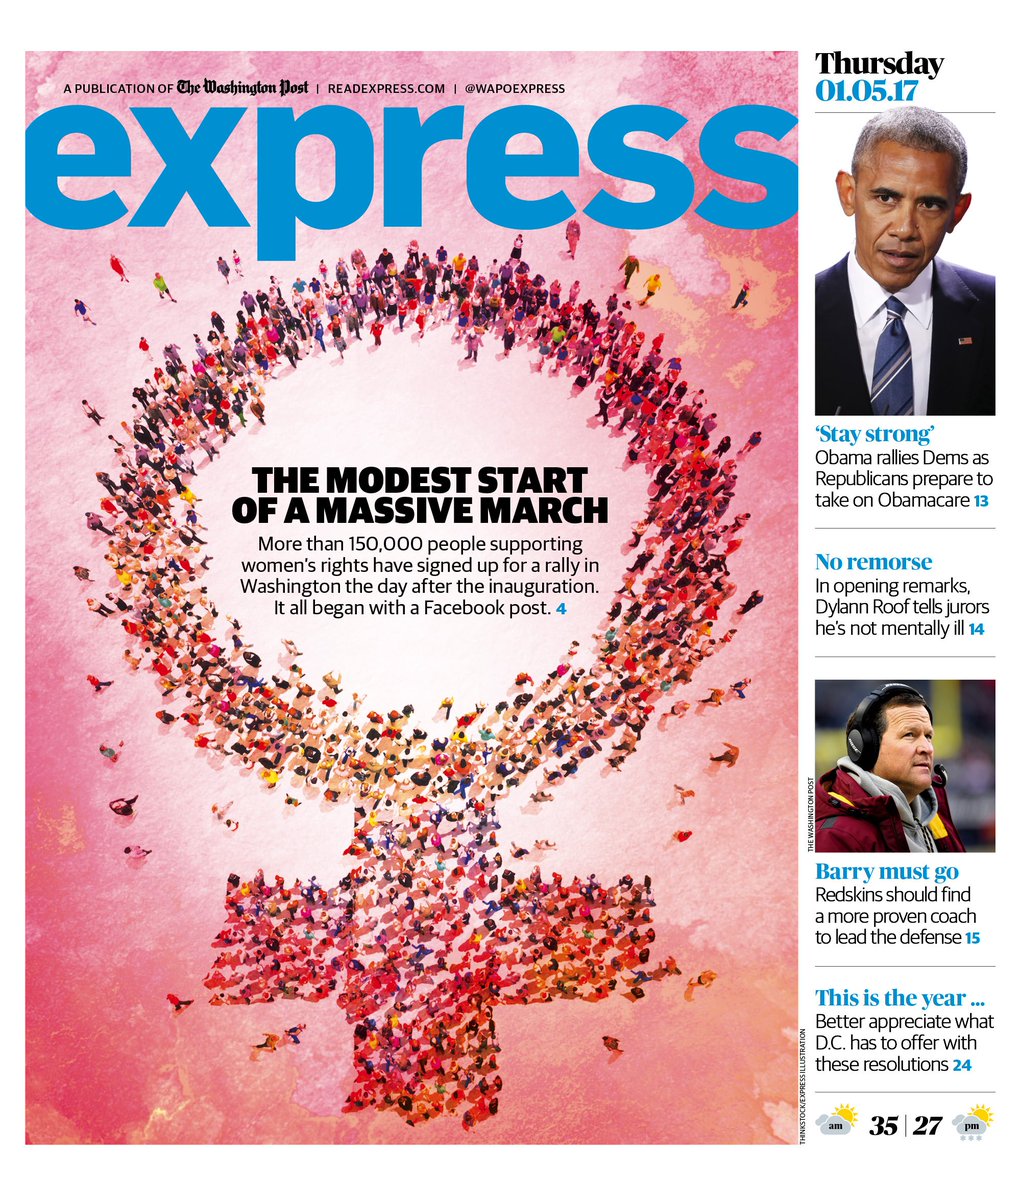 A PUBLICATION OF The Washington Post | READEXPRESS.COM | @WAPOEXPRESS
express
THE MODEST START
OF A MASSIVE MARCH
More than 150,000 people supporting
women's rights have signed up for a rally in
Washington the day after the inauguration.
It all began with a Facebook post. 4
THINKSTOCK/EXPRESS ILLUSTRATION
Thursday
01.05.17
‘Stay strong’
Obama rallies Dems as
Republicans prepare to
take on Obamacare 13
No remorse
In opening remarks,
Dylann Roof tells jurors
he's not mentally ill 14
THE WASHINGTON POST
Barry must go
Redskins should find
a more proven coach
to lead the defense 15
This is the year ...
Better appreciate what
D.C. has to offer with
these resolutions 24
am 35 | 27 pm